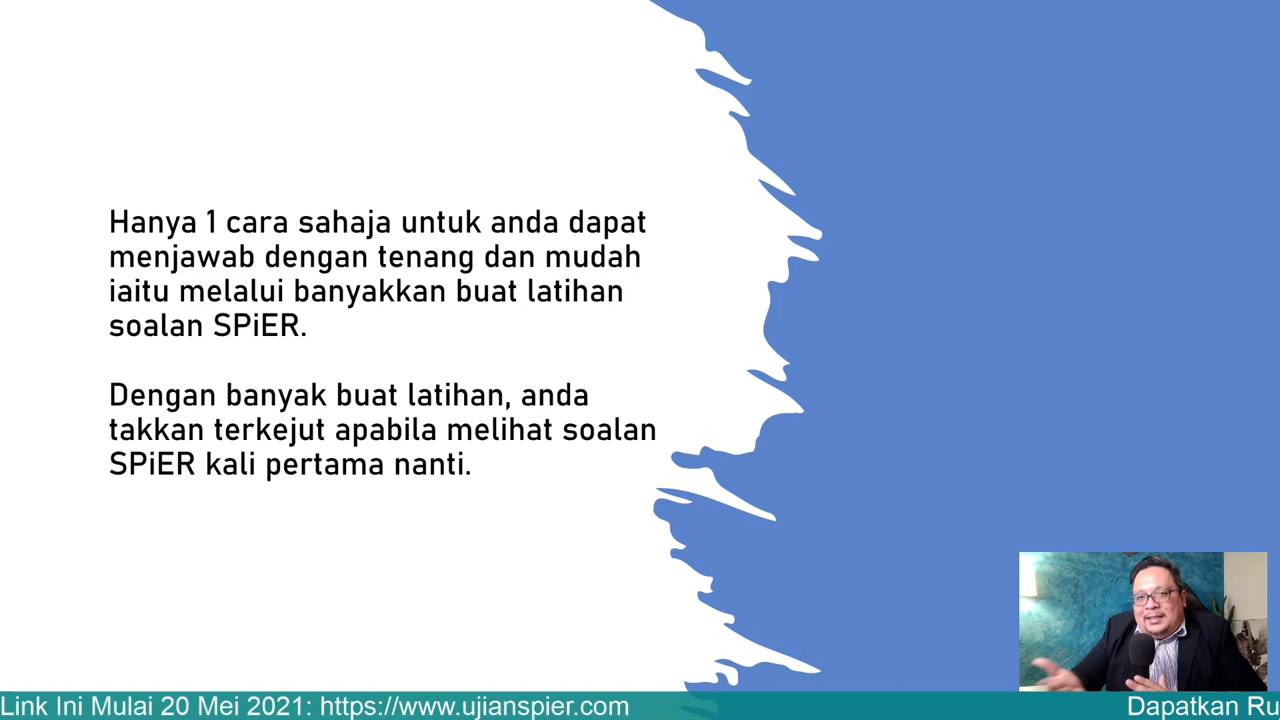 Hanya 1 cara sahaja untuk anda dapat
menjawab dengan tenang dan mudah
iaitu melalui banyakkan buat latihan
soalan SPiER.
Dengan banyak buat latihan, anda
takkan terkejut apabila melihat soalan
SPiER kali pertama nanti.
Link Ini Mulai 20 Mei 2021: https://www.ujianspier.com
Dapatkan Ru